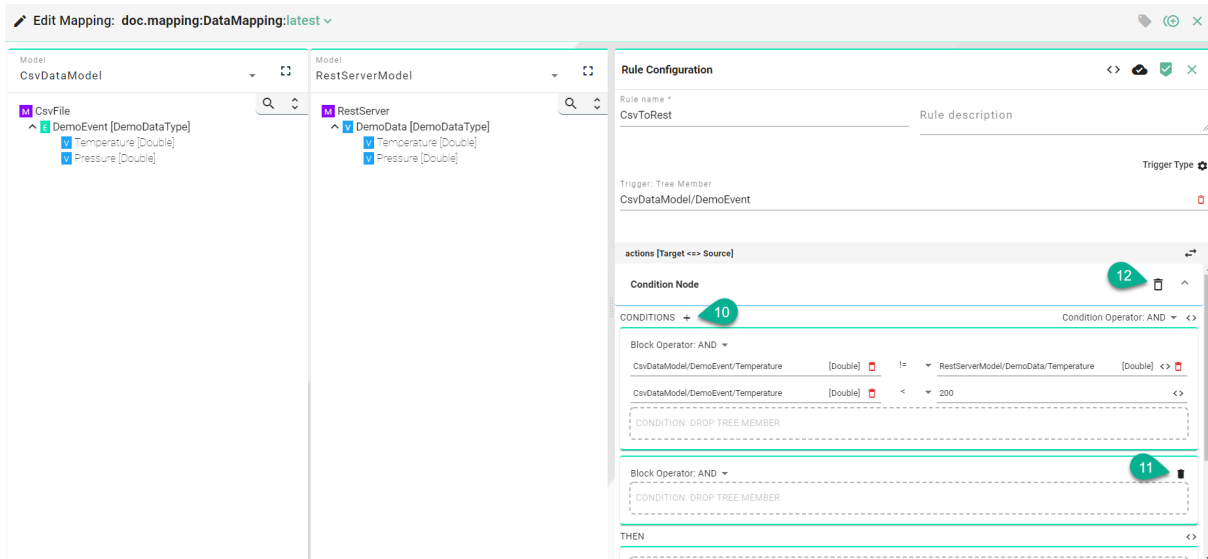 Edit Mapping: doc.mapping:DataMapping:latest
Model
CsvDataModel
M CsvFile
E DemoEvent [DemoDataType]
V Temperature [Double]
V Pressure [Double]
Model
RestServerModel
M RestServer
V DemoData [DemoDataType]
V Temperature [Double]
V Pressure [Double]
Rule Configuration
Rule name *
CsvToRest
Rule description
Trigger Type
Trigger: Tree Member
CsvDataModel/DemoEvent
actions [Target <=> Source]
Condition Node
12
CONDITIONS +
10
Condition Operator: AND
Block Operator: AND
CsvDataModel/DemoEvent/Temperature [Double] != RestServerModel/DemoData/Temperature [Double]
CsvDataModel/DemoEvent/Temperature [Double] < 200
CONDITION: DROP TREE MEMBER
Block Operator: AND
11
CONDITION: DROP TREE MEMBER
THEN